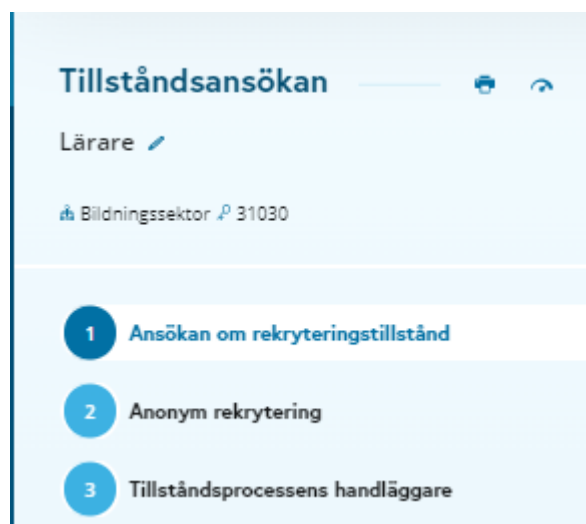 Tillståndsansökan
Lärare
Bildningssektor 31030
1 Ansökan om rekryteringstillstånd
2 Anonym rekrytering
3 Tillståndsprocessens handläggare